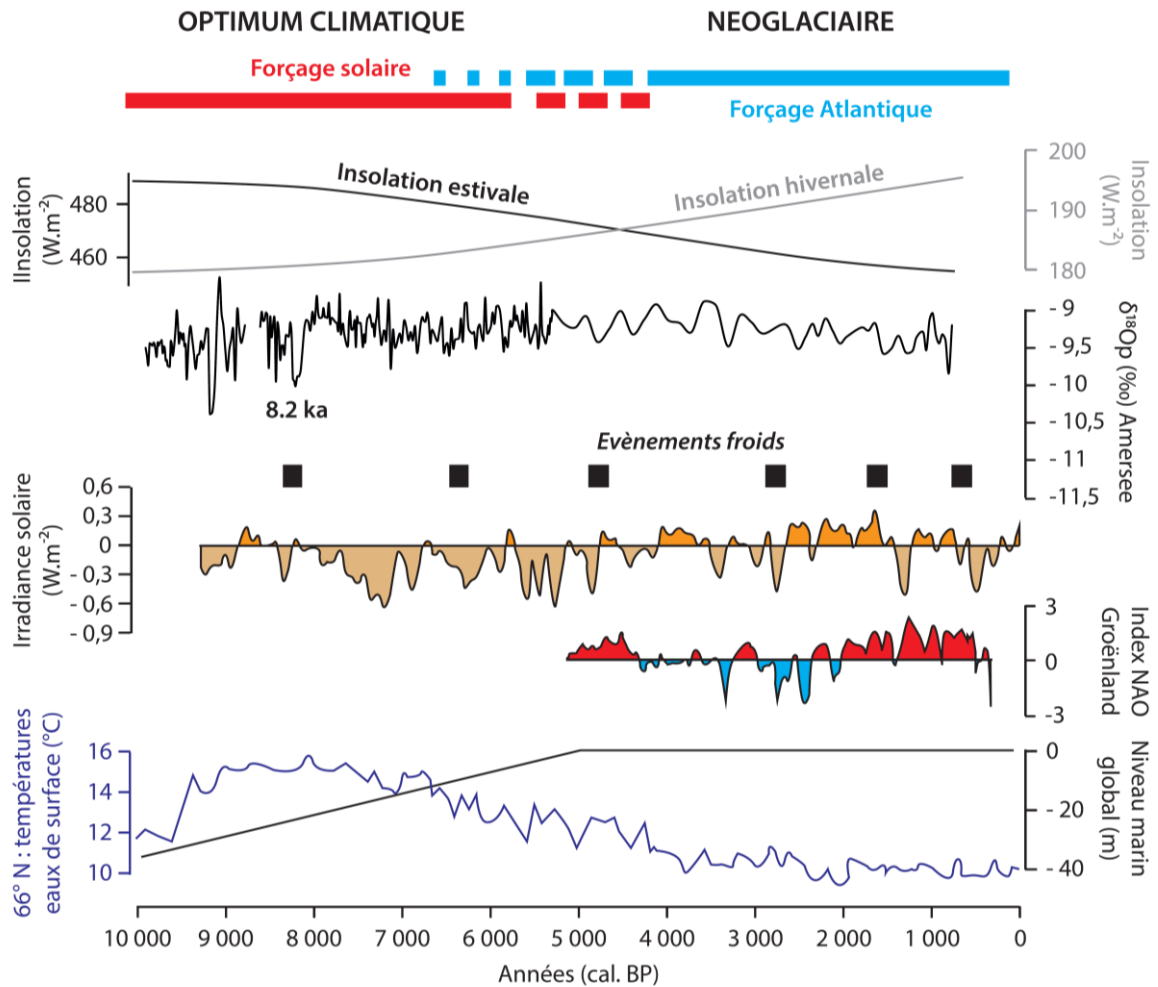 OPTIMUM CLIMATIQUE
NEOGLACIAIRE
Forçage solaire
Forçage Atlantique
IInsolation
(W.m⁻²)
480
460
Insolation estivale
Insolation hivernale
200
190
180
Insolation
(W.m⁻²)
8.2 ka
- 9
- 9,5
- 10
- 10,5
- 11
-11,5
δ¹⁸Op (‰) Amersee
Evènements froids
Irradiance solaire
(W.m⁻²)
0,6
0,3
0
- 0,3
- 0,6
- 0,9
3
0
-3
Index NAO
Groënland
66° N : températures
eaux de surface (°C)
16
14
12
10
0
- 20
- 40
Niveau marin
global (m)
10 000 9 000 8 000 7 000 6 000 5 000 4 000 3 000 2 000 1 000 0
Années (cal. BP)